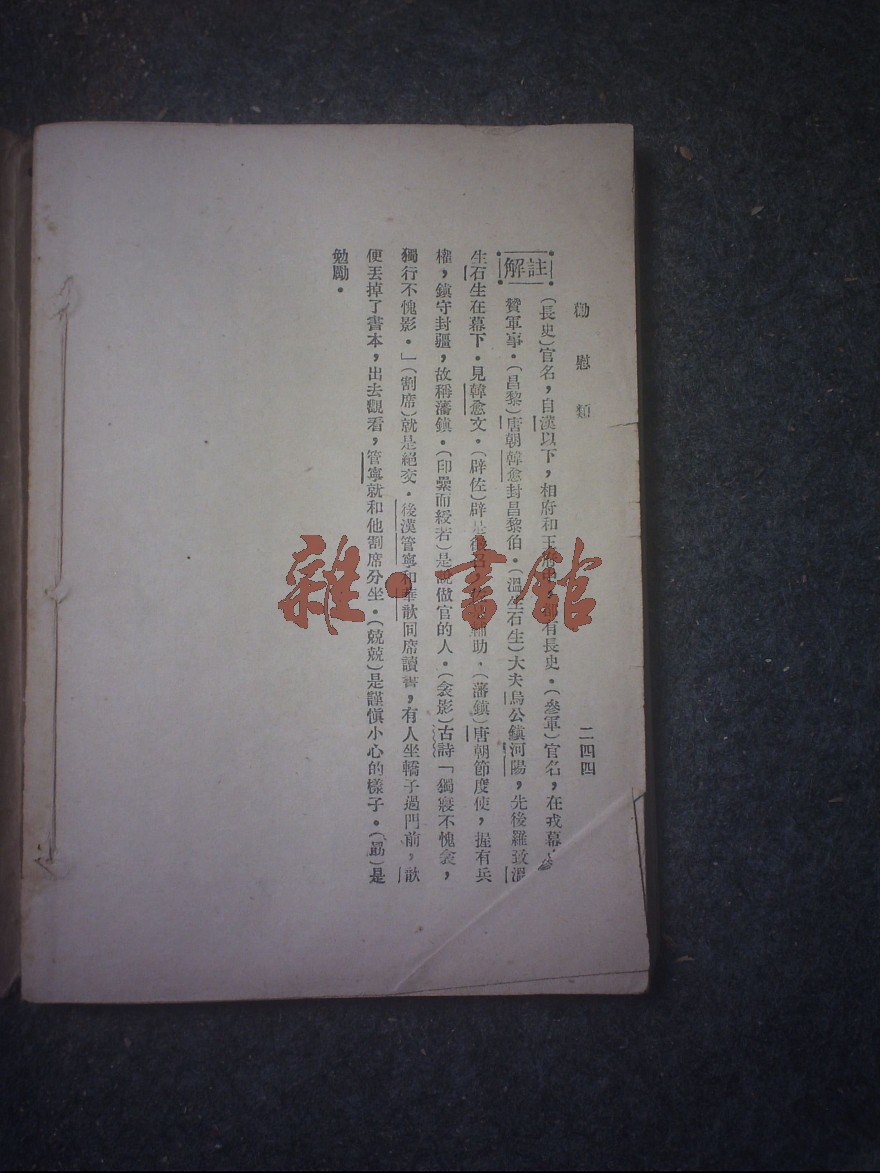 勸慰類
二四四
註解
(長史)官名，自漢以下，相府和王府 有長史．(參軍)官名，在戎幕，參
贊軍事．(昌黎)唐朝韓愈封昌黎伯．(溫生石生)大夫烏公鎮河陽，先後羅致溫
生石生在幕下．見韓愈文．(辟佐)辟是 輔助．(藩鎮)唐朝節度使，握有兵
權，鎮守封疆，故稱藩鎮．(印纍而綬若)是說做官的人．(衾影)古詩「獨寢不愧衾，
獨行不愧影．」(割席)就是絕交．後漢管寧和華歆同席讀書，有人坐轎子過門前，歆
便丟掉了書本，出去觀看，管寧就和他割席分坐．(兢兢)是謹慎小心的樣子．(勗)是
勉勵．
雜·書館